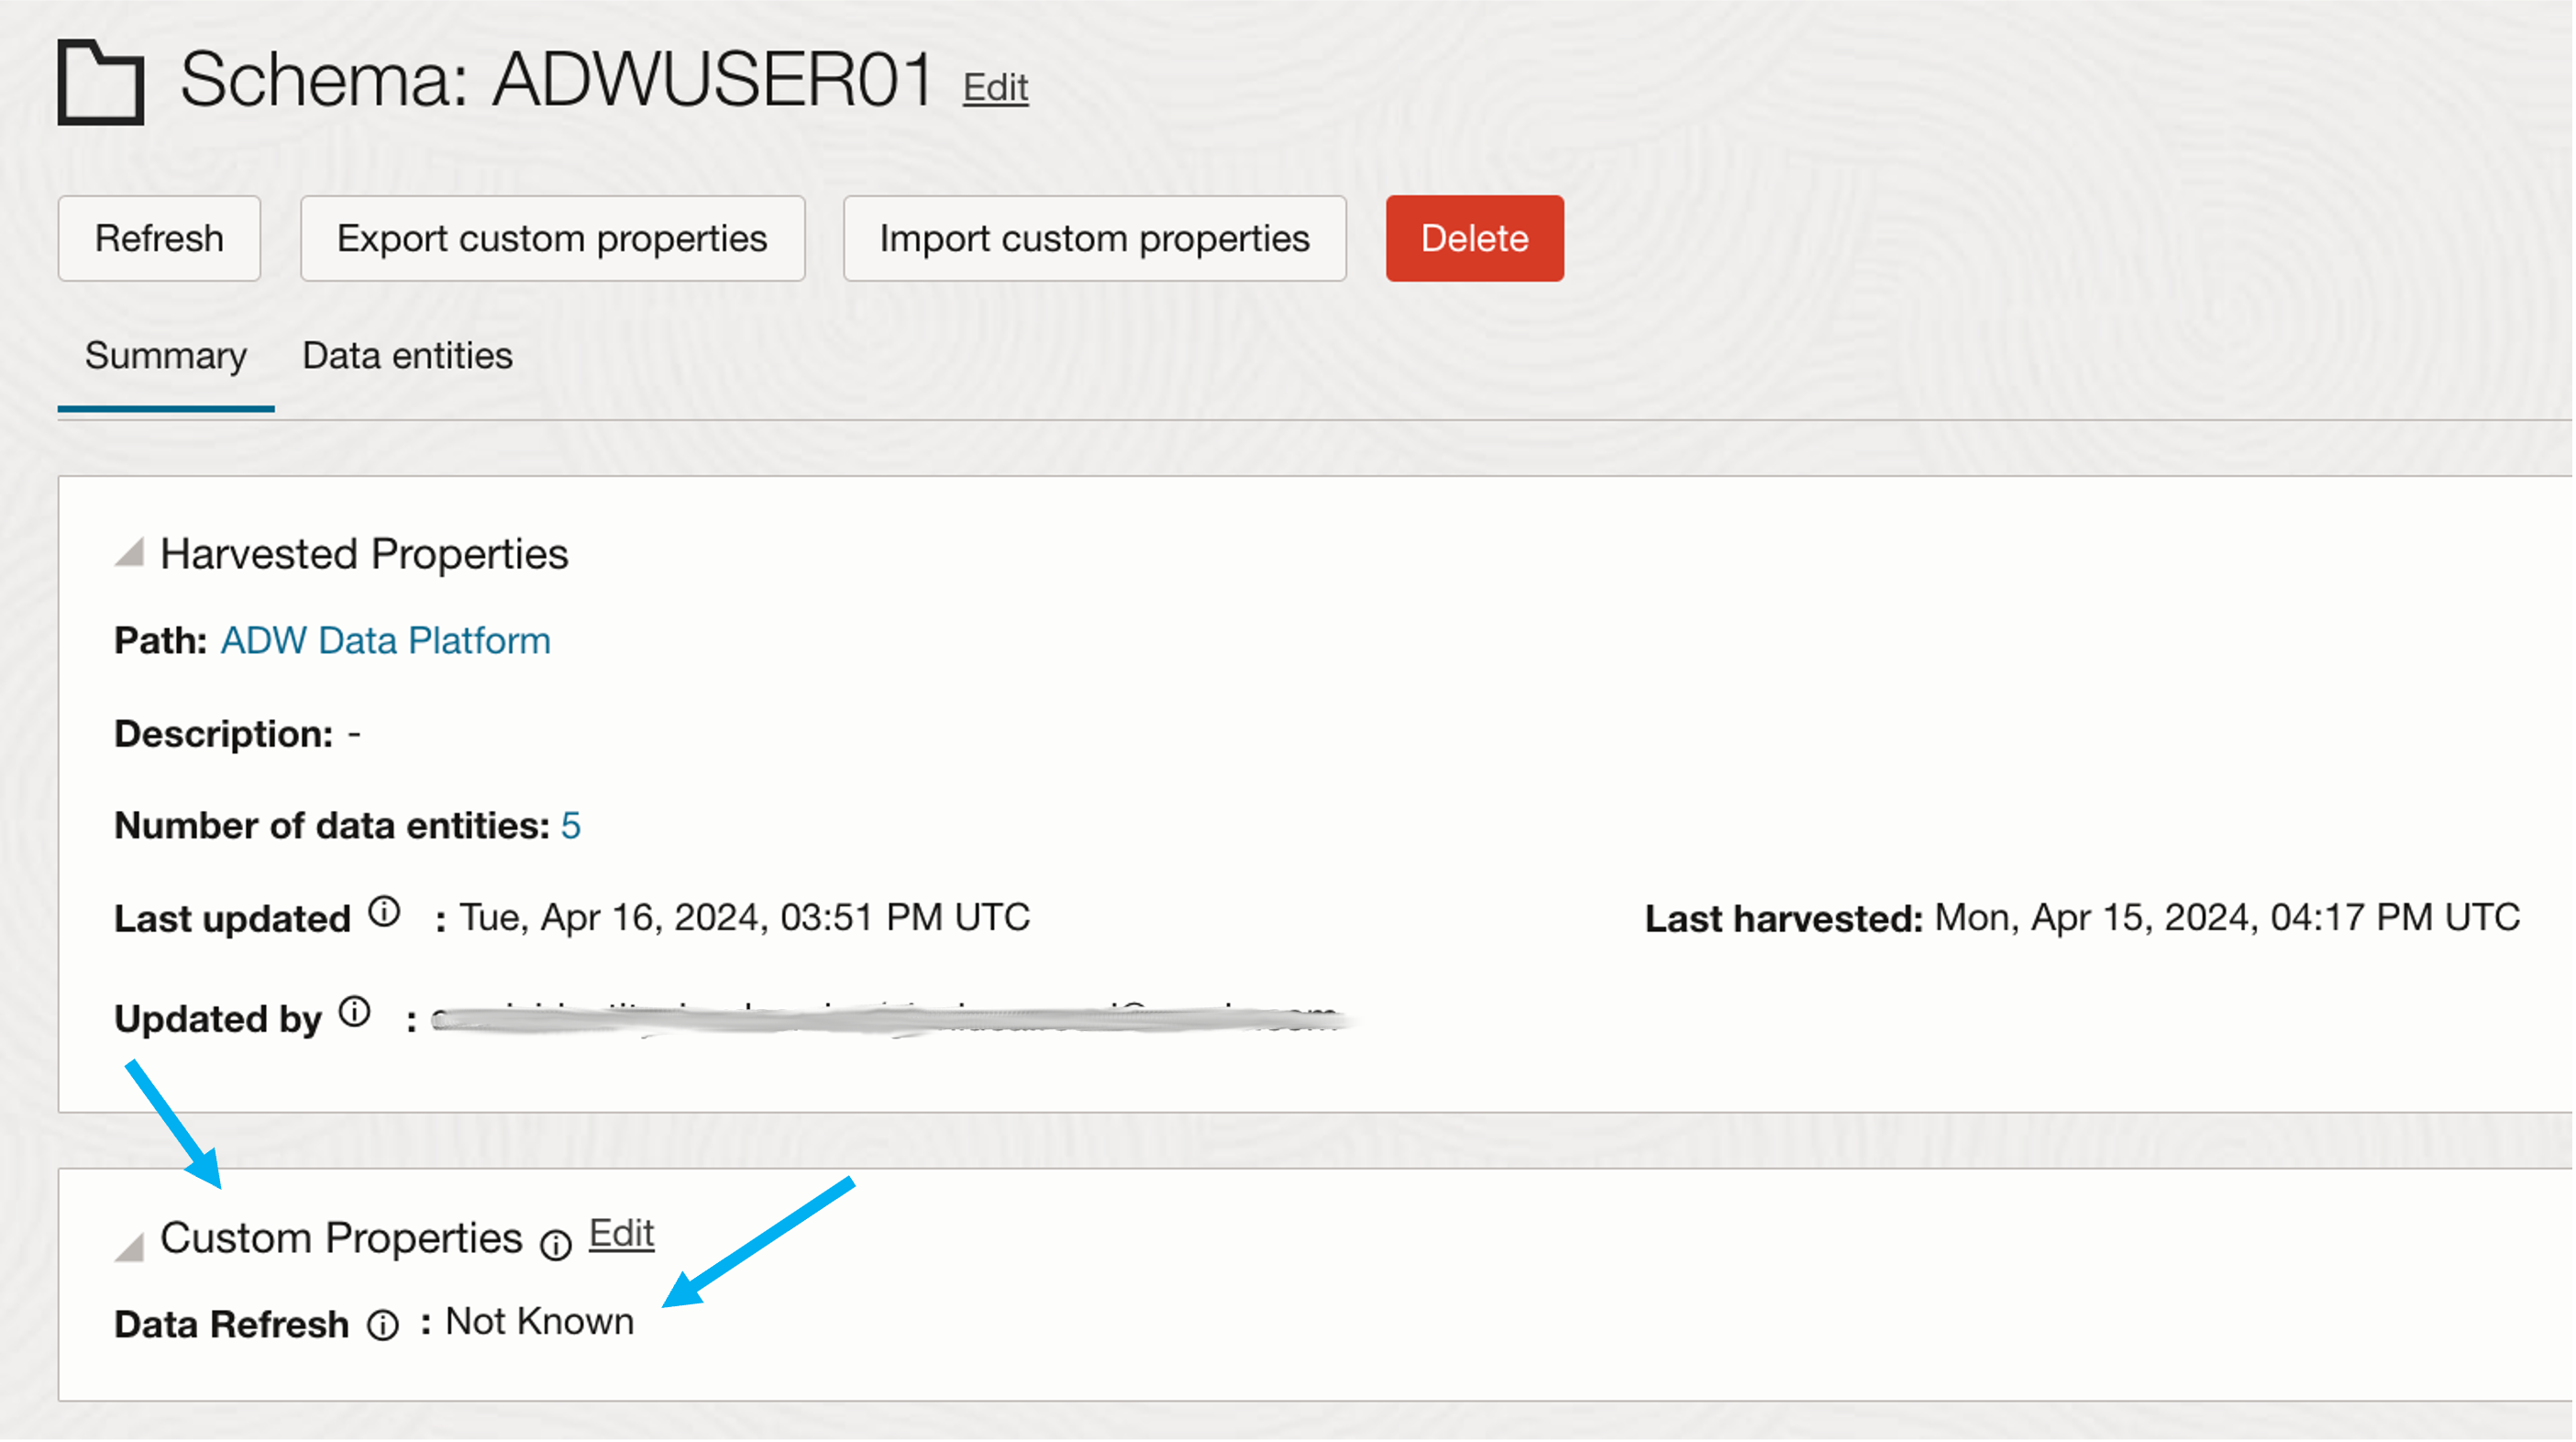 Schema: ADWUSER01 Edit
Refresh Export custom properties Import custom properties Delete
Summary Data entities
Harvested Properties
Path: ADW Data Platform
Description: -
Number of data entities: 5
Last updated : Tue, Apr 16, 2024, 03:51 PM UTC Last harvested: Mon, Apr 15, 2024, 04:17 PM UTC
Updated by :
Custom Properties Edit
Data Refresh : Not Known